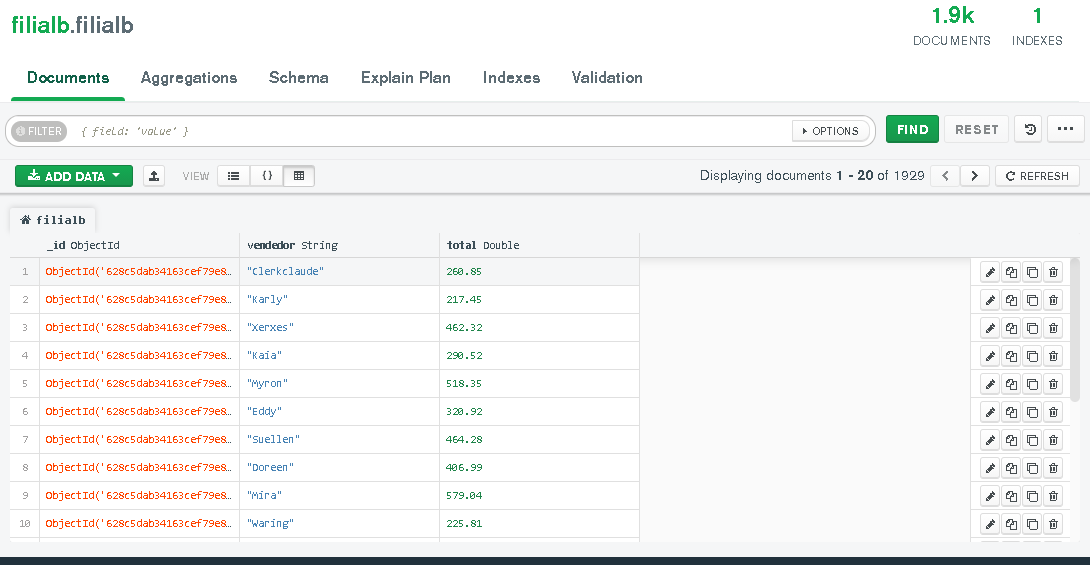 filialb.filialb
1.9k
DOCUMENTS
1
INDEXES
Documents Aggregations Schema Explain Plan Indexes Validation
FILTER { field: 'value' } OPTIONS FIND RESET
ADD DATA VIEW {} Displaying documents 1 - 20 of 1929 REFRESH
filialb
_id ObjectId vendedor String total Double
1 ObjectId('628c5dab34163cef79e8… "Clerkclaude" 260.85
2 ObjectId('628c5dab34163cef79e8… "Karly" 217.45
3 ObjectId('628c5dab34163cef79e8… "Xerxes" 462.32
4 ObjectId('628c5dab34163cef79e8… "Kaia" 290.52
5 ObjectId('628c5dab34163cef79e8… "Myron" 518.35
6 ObjectId('628c5dab34163cef79e8… "Eddy" 320.92
7 ObjectId('628c5dab34163cef79e8… "Suellen" 464.28
8 ObjectId('628c5dab34163cef79e8… "Doreen" 406.99
9 ObjectId('628c5dab34163cef79e8… "Mira" 579.04
10 ObjectId('628c5dab34163cef79e8… "Waring" 225.81